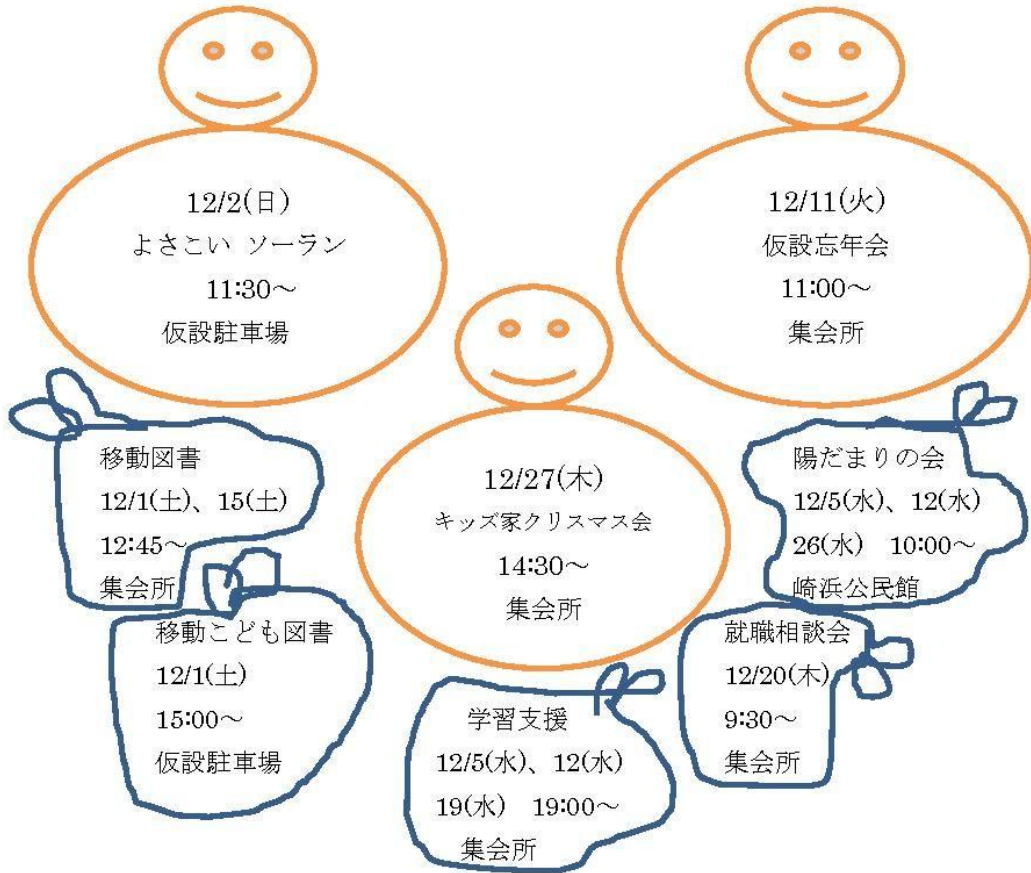 12/2(日)
よさこい ソーラン
11:30～
仮設駐車場
12/11(火)
仮設忘年会
11:00～
集会所
12/27(木)
キッズ家クリスマス会
14:30～
集会所
移動図書
12/1(土)、15(土)
12:45～
集会所
陽だまりの会
12/5(水)、12(水)
26(水) 10:00～
崎浜公民館
移動こども図書
12/1(土)
15:00～
仮設駐車場
学習支援
12/5(水)、12(水)
19(水) 19:00～
集会所
就職相談会
12/20(木)
9:30～
集会所